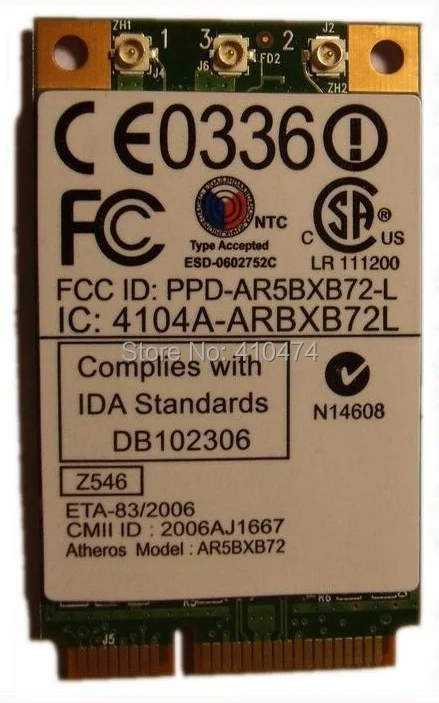 ZH1 1 3 2 J2
J4 J6 FD2 ZH2
CE0336
FC
NTC
Type Accepted
ESD-0602752C
C SA® US
LR 111200
FCC ID: PPD-AR5BXB72-L
IC: 4104A-ARBXB72L
Store No: 410474
Complies with
IDA Standards
DB102306
N14608
Z546
ETA-83/2006
CMII ID : 2006AJ1667
Atheros Model : AR5BXB72
R6
J5